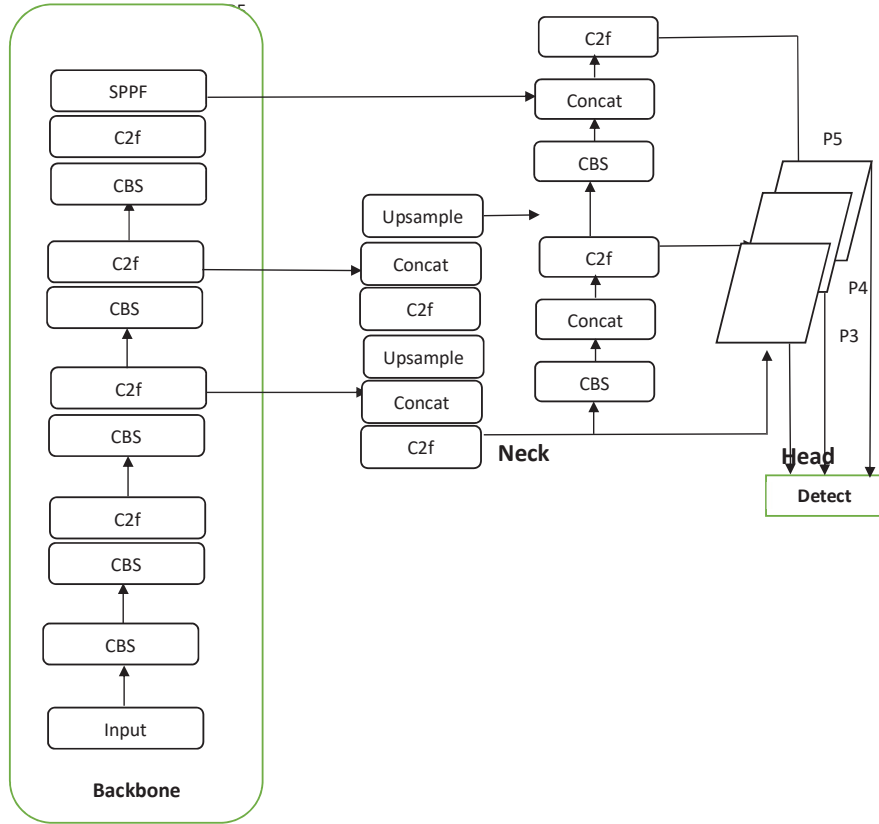 SPPF
C2f
CBS
C2f
CBS
C2f
CBS
C2f
CBS
CBS
Input
Backbone
Upsample
Concat
C2f
Upsample
Concat
C2f
Neck
C2f
Concat
CBS
C2f
Concat
CBS
P5
P4
P3
Head
Detect